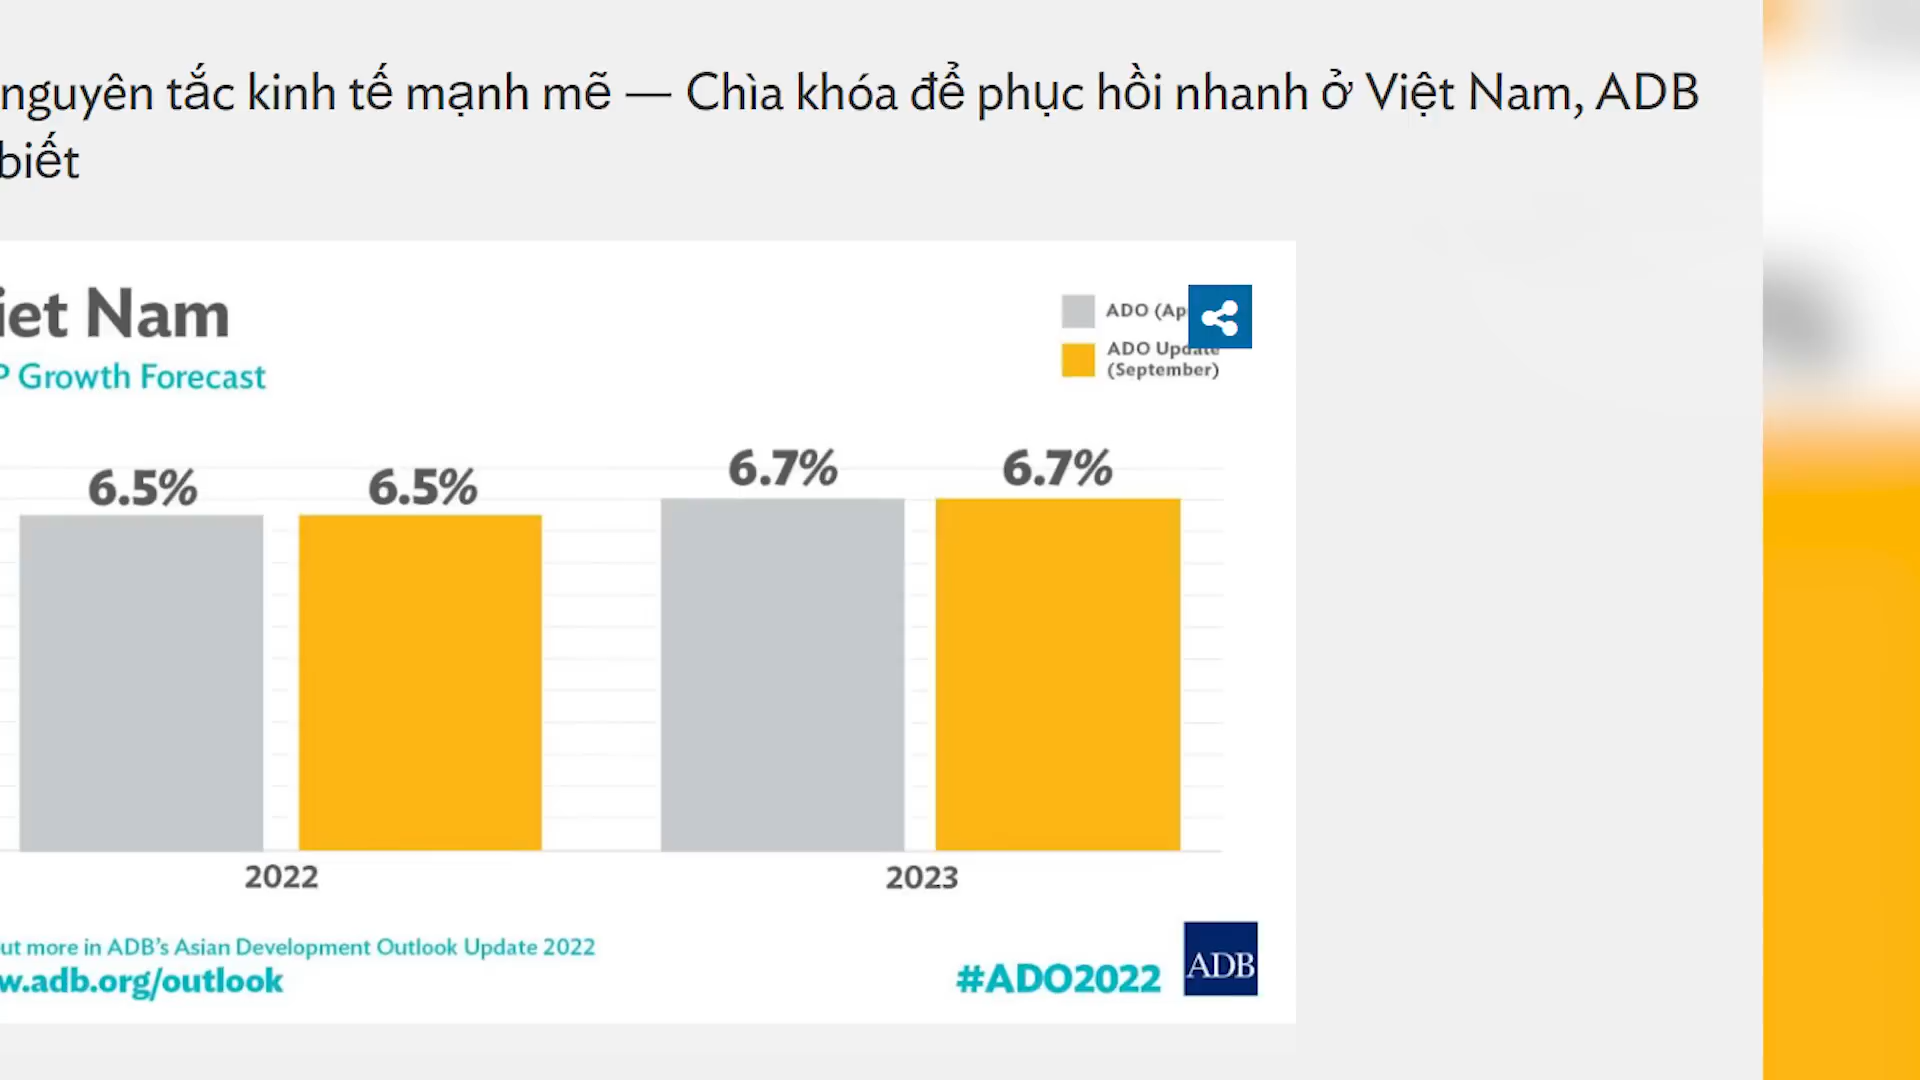 nguyên tắc kinh tế mạnh mẽ — Chìa khóa để phục hồi nhanh ở Việt Nam, ADB
biết
iet Nam
P Growth Forecast
ADO (Ap
ADO Update
(September)
6.5%
6.5%
6.7%
6.7%
2022
2023
ut more in ADB's Asian Development Outlook Update 2022
w.adb.org/outlook
#ADO2022
ADB